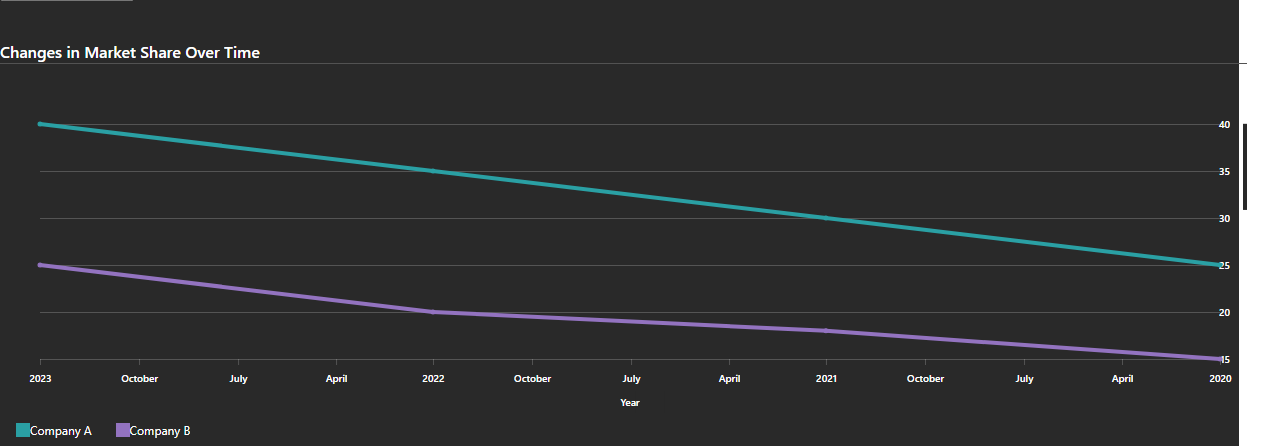 Changes in Market Share Over Time
40
35
30
25
20
15
2023 October July April 2022 October July April 2021 October July April 2020
Year
Company A Company B